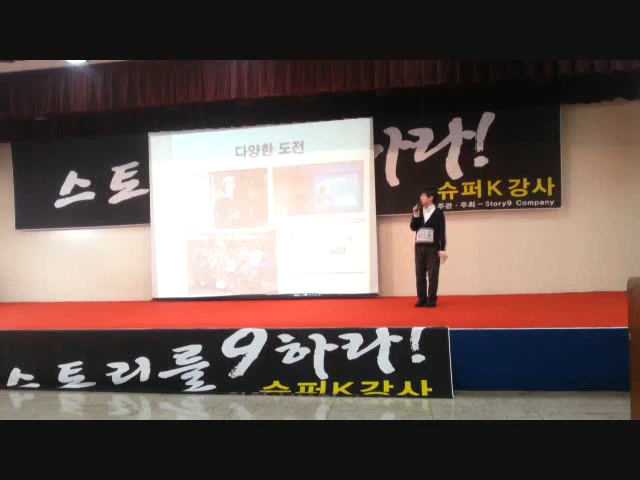 다양한 도전
스토
하라!
슈퍼K강사
주관·주최-Story9 Company
스토리를 9 하라!
슈퍼K강사